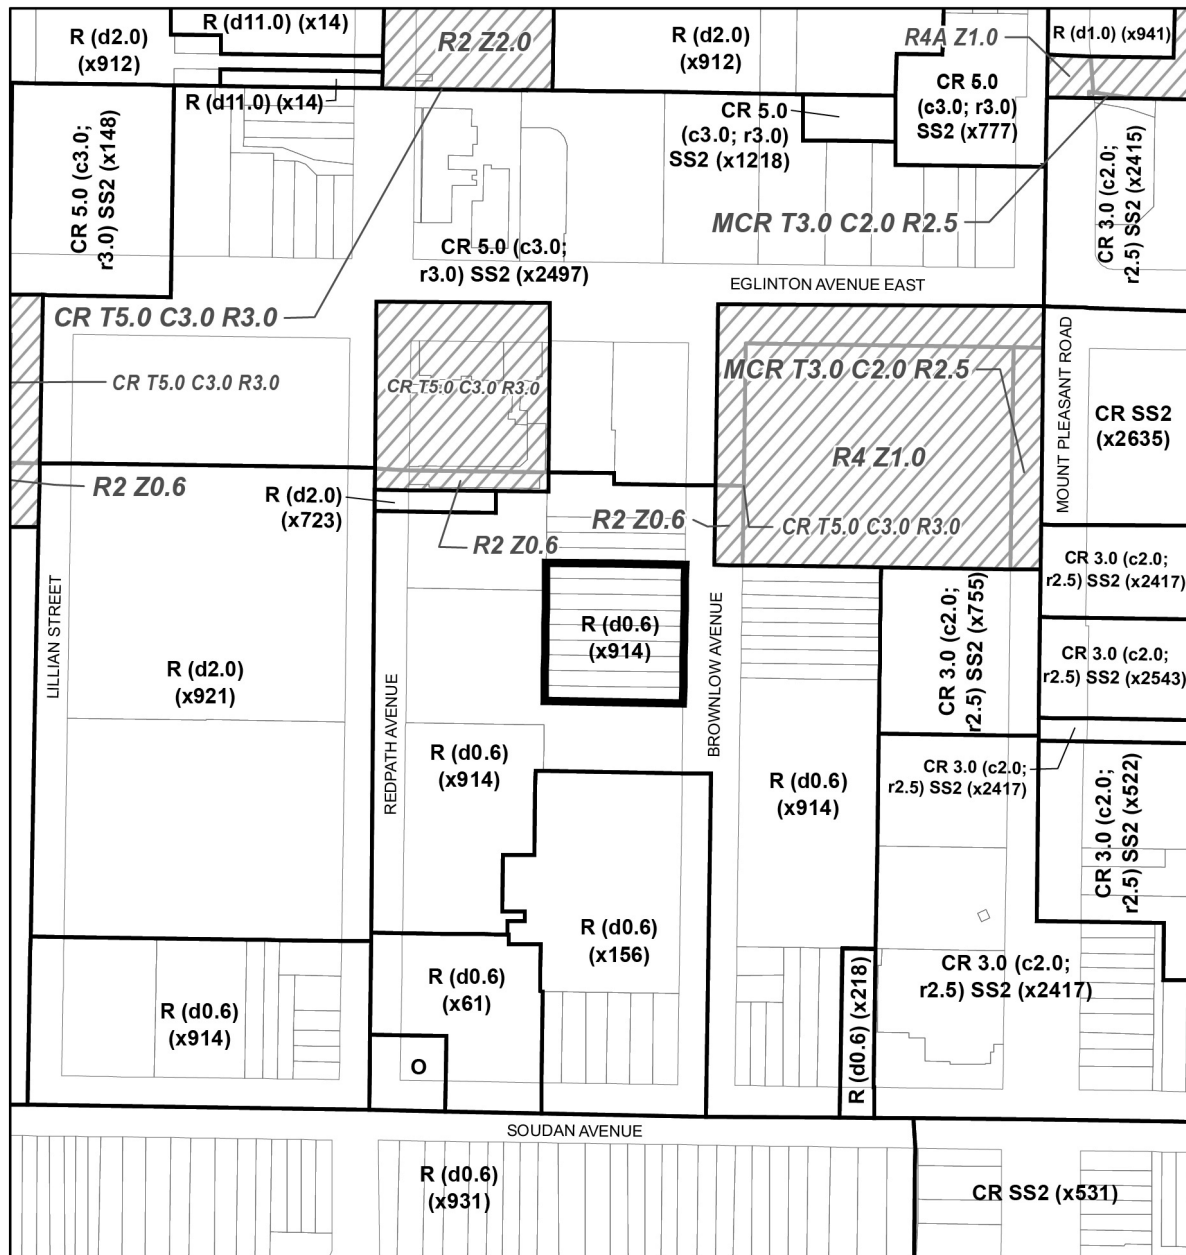 R (d11.0) (x14)
R (d2.0)
(x912)
R2 Z2.0
R (d2.0)
(x912)
R4A Z1.0
R (d1.0) (x941)
R (d11.0) (x14)
CR 5.0
(c3.0; r3.0)
SS2 (x1218)
CR 5.0
(c3.0; r3.0)
SS2 (x777)
CR 5.0 (c3.0;
r3.0) SS2 (x148)
CR 3.0 (c2.0;
r2.5) SS2 (x2415)
MCR T3.0 C2.0 R2.5
CR 5.0 (c3.0;
r3.0) SS2 (x2497)
EGLINTON AVENUE EAST
CR T5.0 C3.0 R3.0
CR T5.0 C3.0 R3.0
CR T5.0 C3.0 R3.0
MCR T3.0 C2.0 R2.5
MOUNT PLEASANT ROAD
CR SS2
(x2635)
R4 Z1.0
R2 Z0.6
R (d2.0)
(x723)
R2 Z0.6
R2 Z0.6
CR T5.0 C3.0 R3.0
CR 3.0 (c2.0;
r2.5) SS2 (x2417)
LILLIAN STREET
R (d0.6)
(x914)
BROWNLOW AVENUE
CR 3.0 (c2.0;
r2.5) SS2 (x755)
CR 3.0 (c2.0;
r2.5) SS2 (x2543)
R (d2.0)
(x921)
REDPATH AVENUE
R (d0.6)
(x914)
R (d0.6)
(x914)
CR 3.0 (c2.0;
r2.5) SS2 (x2417)
CR 3.0 (c2.0;
r2.5) SS2 (x522)
R (d0.6)
(x156)
R (d0.6)
(x61)
R (d0.6)
(x914)
R (d0.6) (x218)
CR 3.0 (c2.0;
r2.5) SS2 (x2417)
O
SOUDAN AVENUE
R (d0.6)
(x931)
CR SS2 (x531)